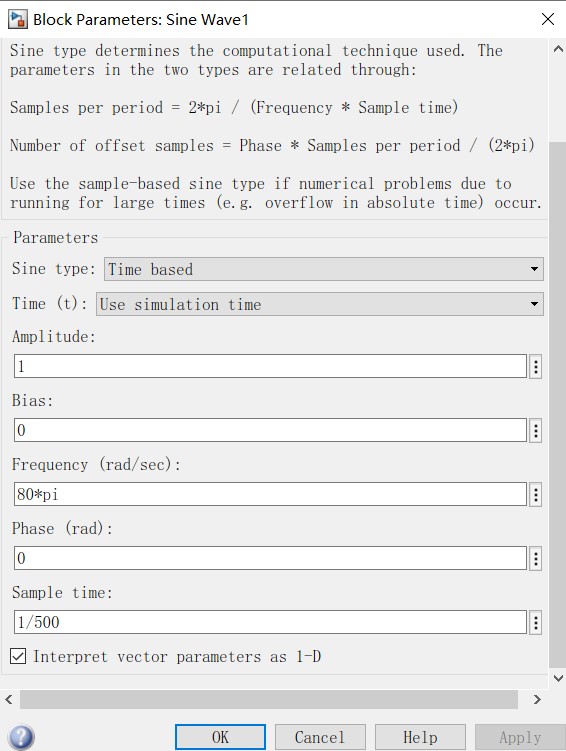 Block Parameters: Sine Wave1
Sine type determines the computational technique used. The
parameters in the two types are related through:
Samples per period = 2*pi / (Frequency * Sample time)
Number of offset samples = Phase * Samples per period / (2*pi)
Use the sample-based sine type if numerical problems due to
running for large times (e.g. overflow in absolute time) occur.
Parameters
Sine type: Time based
Time (t): Use simulation time
Amplitude:
1
Bias:
0
Frequency (rad/sec):
80*pi
Phase (rad):
0
Sample time:
1/500
Interpret vector parameters as 1-D
OK Cancel Help Apply